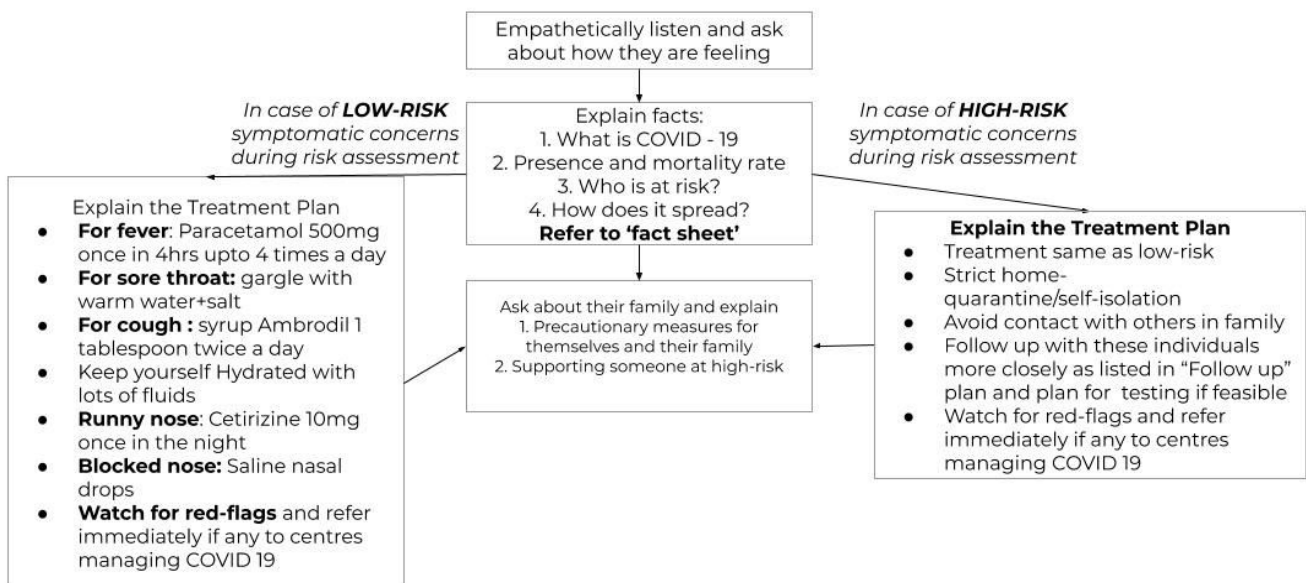 Empathetically listen and ask
about how they are feeling
In case of LOW-RISK
symptomatic concerns
during risk assessment
Explain facts:
1. What is COVID - 19
2. Presence and mortality rate
3. Who is at risk?
4. How does it spread?
Refer to ‘fact sheet’
In case of HIGH-RISK
symptomatic concerns
during risk assessment
Explain the Treatment Plan
● For fever: Paracetamol 500mg
once in 4hrs upto 4 times a day
● For sore throat: gargle with
warm water+salt
● For cough : syrup Ambrodil 1
tablespoon twice a day
● Keep yourself Hydrated with
lots of fluids
● Runny nose: Cetirizine 10mg
once in the night
● Blocked nose: Saline nasal
drops
● Watch for red-flags and refer
immediately if any to centres
managing COVID 19
Ask about their family and explain
1. Precautionary measures for
themselves and their family
2. Supporting someone at high-risk
Explain the Treatment Plan
● Treatment same as low-risk
● Strict home-
quarantine/self-isolation
● Avoid contact with others in family
● Follow up with these individuals
more closely as listed in “Follow up”
plan and plan for testing if feasible
● Watch for red-flags and refer
immediately if any to centres
managing COVID 19